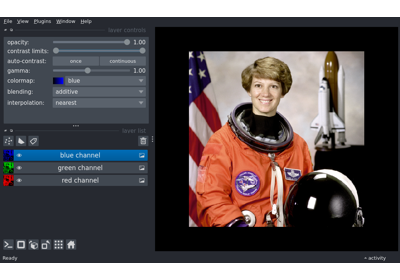 File View Plugins Window Help
layer controls
opacity: 1.00
contrast limits:
auto-contrast: once continuous
gamma: 1.00
colormap: blue
blending: additive
interpolation: nearest
layer list
blue channel
green channel
red channel
Ready activity